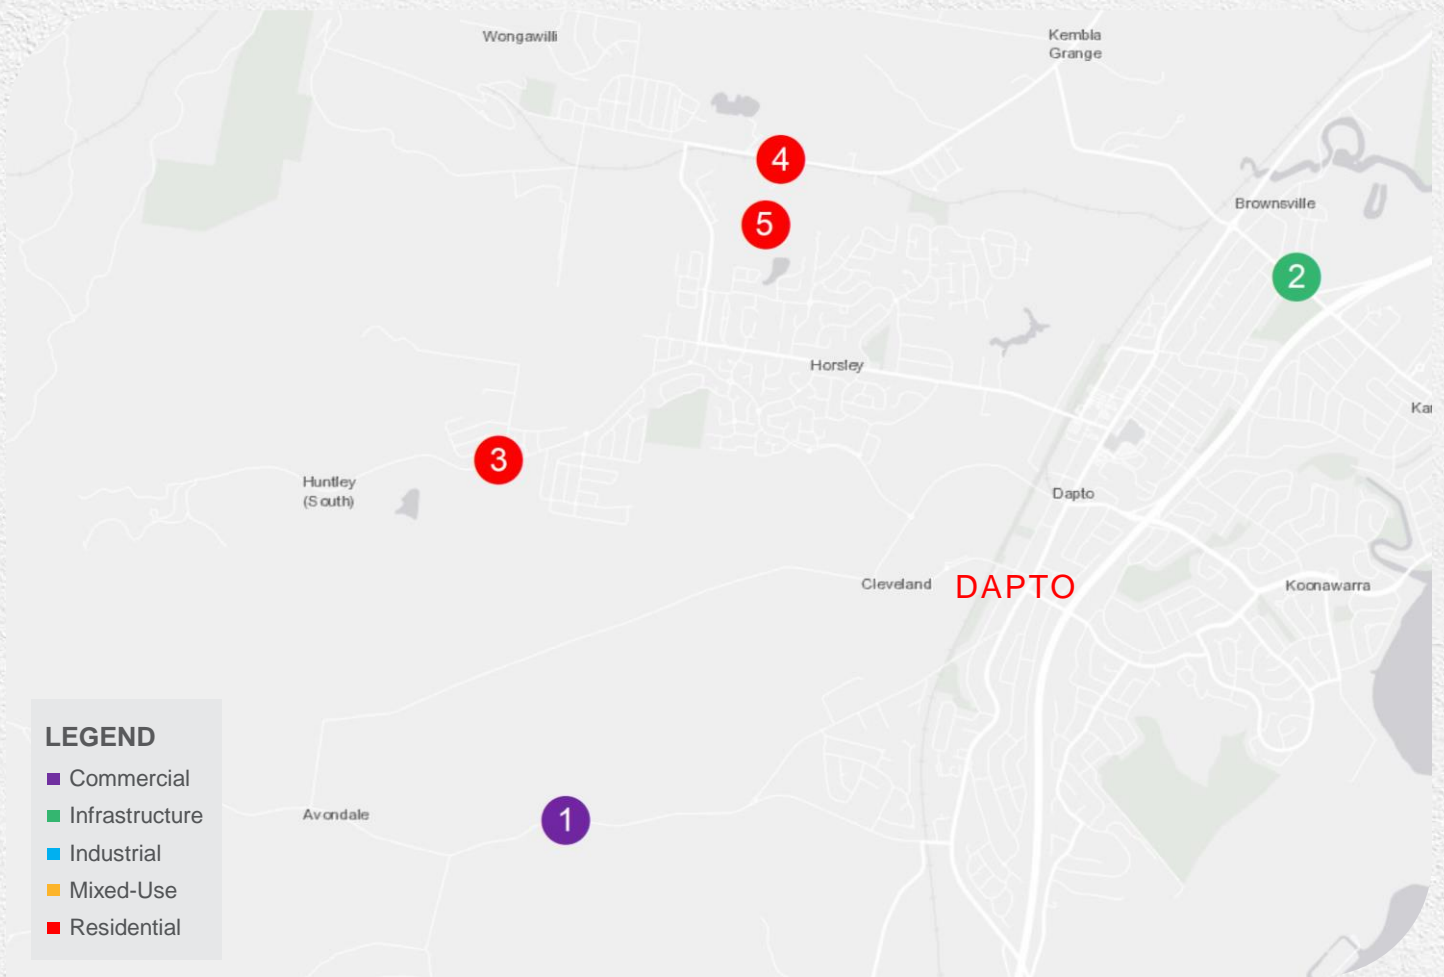 Wongawilli
Kembla
Grange
4
Brownsville
5
2
Horsley
Kar
3
Huntley
(South)
Dapto
Cleveland
DAPTO
Koonawarra
LEGEND
Commercial
Infrastructure
Industrial
Mixed-Use
Residential
Avondale
1